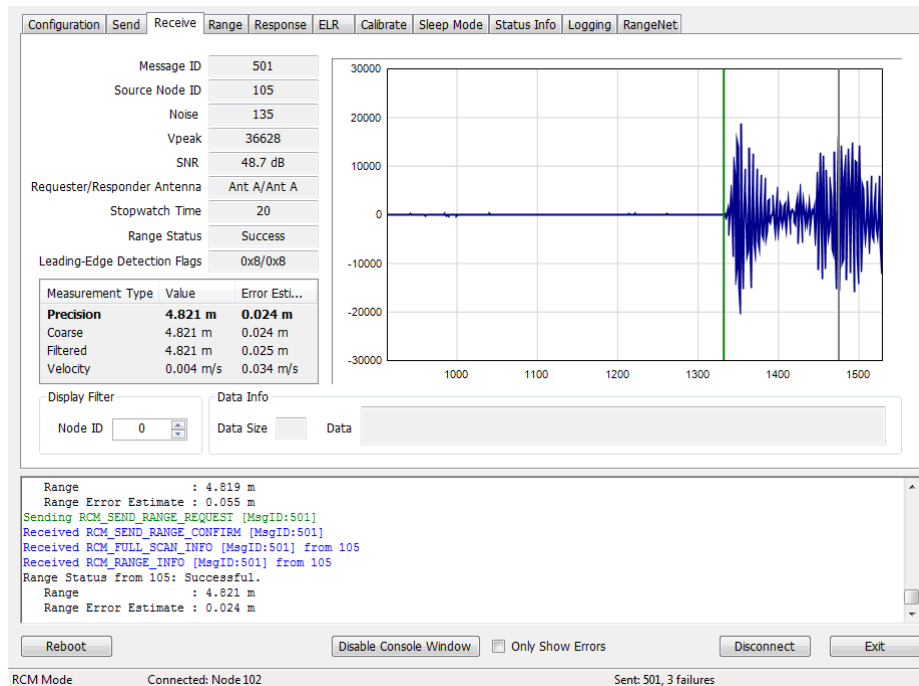 Configuration Send Receive Range Response ELR Calibrate Sleep Mode Status Info Logging RangeNet
Message ID 501
Source Node ID 105
Noise 135
Vpeak 36628
SNR 48.7 dB
Requester/Responder Antenna Ant A/Ant A
Stopwatch Time 20
Range Status Success
Leading-Edge Detection Flags 0x8/0x8
Measurement Type Value Error Esti...
Precision 4.821 m 0.024 m
Coarse 4.821 m 0.024 m
Filtered 4.821 m 0.025 m
Velocity 0.004 m/s 0.034 m/s
30000
20000
10000
0
-10000
-20000
-30000
1000 1100 1200 1300 1400 1500
Display Filter
Node ID 0
Data Info
Data Size Data
Range : 4.819 m
Range Error Estimate : 0.055 m
Sending RCM_SEND_RANGE_REQUEST [MsgID:501]
Received RCM_SEND_RANGE_CONFIRM [MsgID:501]
Received RCM_FULL_SCAN_INFO [MsgID:501] from 105
Received RCM_RANGE_INFO [MsgID:501] from 105
Range Status from 105: Successful.
Range : 4.821 m
Range Error Estimate : 0.024 m
Reboot Disable Console Window Only Show Errors Disconnect Exit
RCM Mode Connected: Node 102 Sent: 501, 3 failures